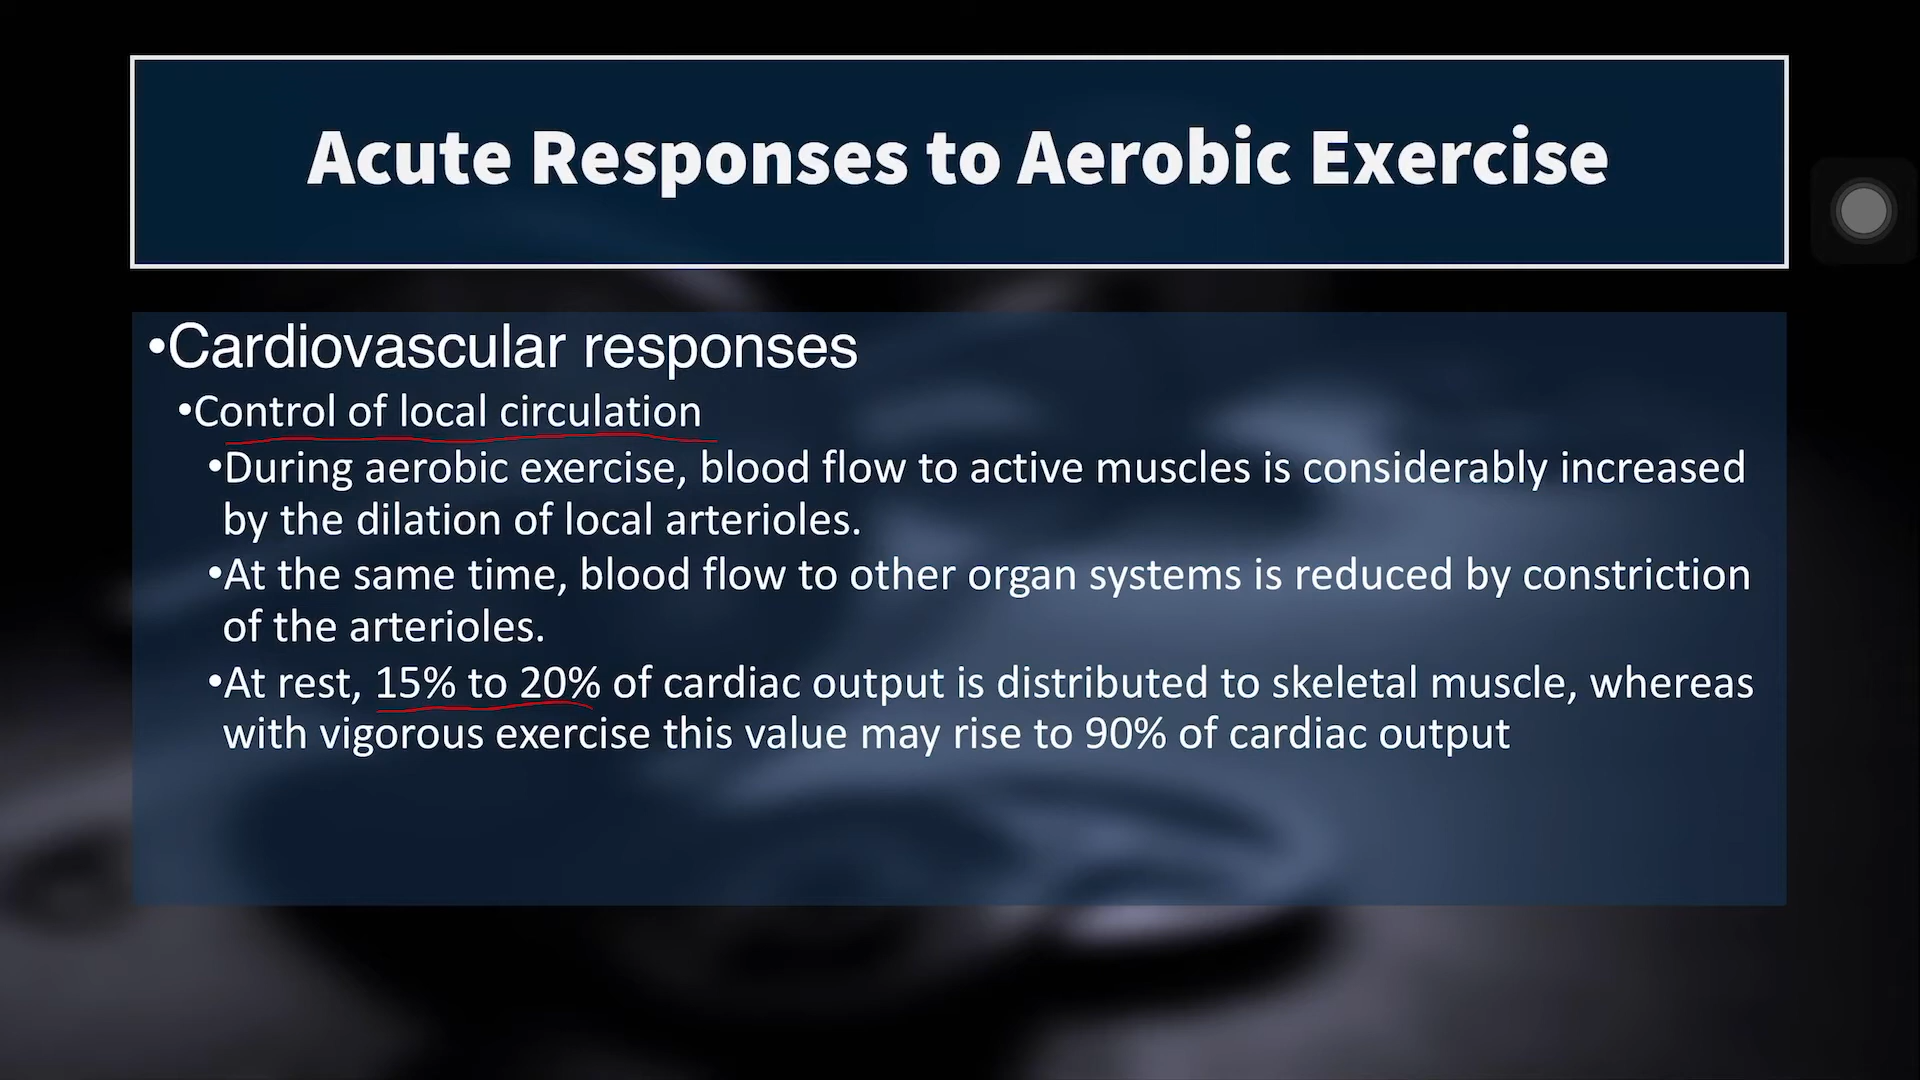 Acute Responses to Aerobic Exercise
•Cardiovascular responses
•Control of local circulation
•During aerobic exercise, blood flow to active muscles is considerably increased
by the dilation of local arterioles.
•At the same time, blood flow to other organ systems is reduced by constriction
of the arterioles.
•At rest, 15% to 20% of cardiac output is distributed to skeletal muscle, whereas
with vigorous exercise this value may rise to 90% of cardiac output